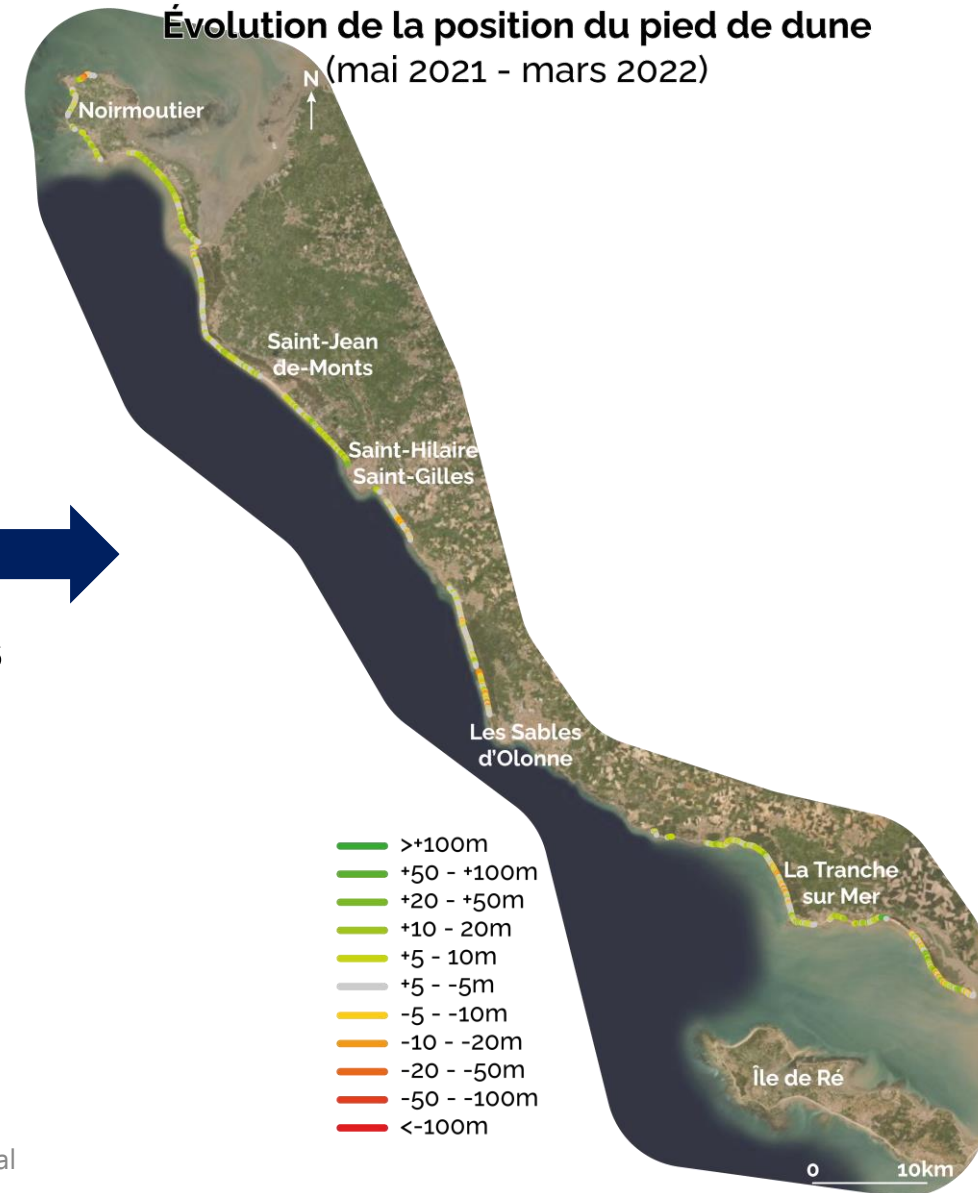 Évolution de la position du pied de dune
(mai 2021 - mars 2022)
N
Noirmoutier
Saint-Jean
de-Monts
Saint-Hilaire
Saint-Gilles
Les Sables
d'Olonne
La Tranche
sur Mer
Île de Ré
>+100m
+50 - +100m
+20 - +50m
+10 - 20m
+5 - 10m
+5 - -5m
-5 - -10m
-10 - -20m
-20 - -50m
-50 - -100m
<-100m
0 10km
al